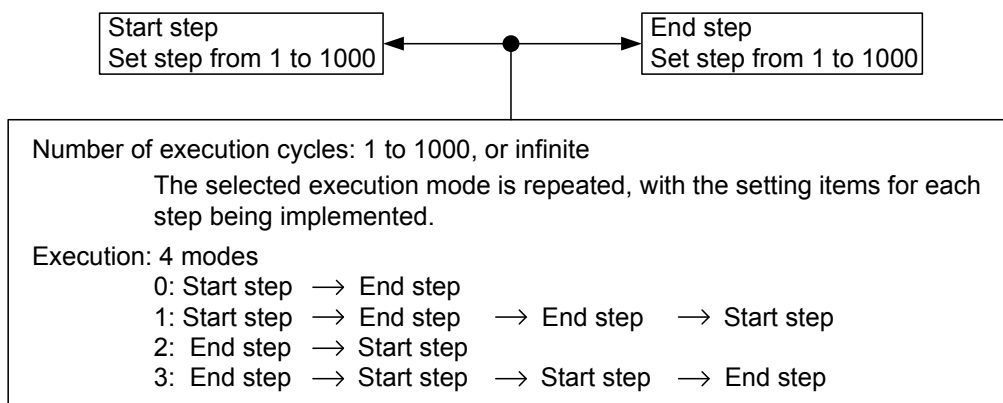 Start step
Set step from 1 to 1000
End step
Set step from 1 to 1000
Number of execution cycles: 1 to 1000, or infinite
The selected execution mode is repeated, with the setting items for each
step being implemented.
Execution: 4 modes
0: Start step → End step
1: Start step → End step → End step → Start step
2: End step → Start step
3: End step → Start step → Start step → End step